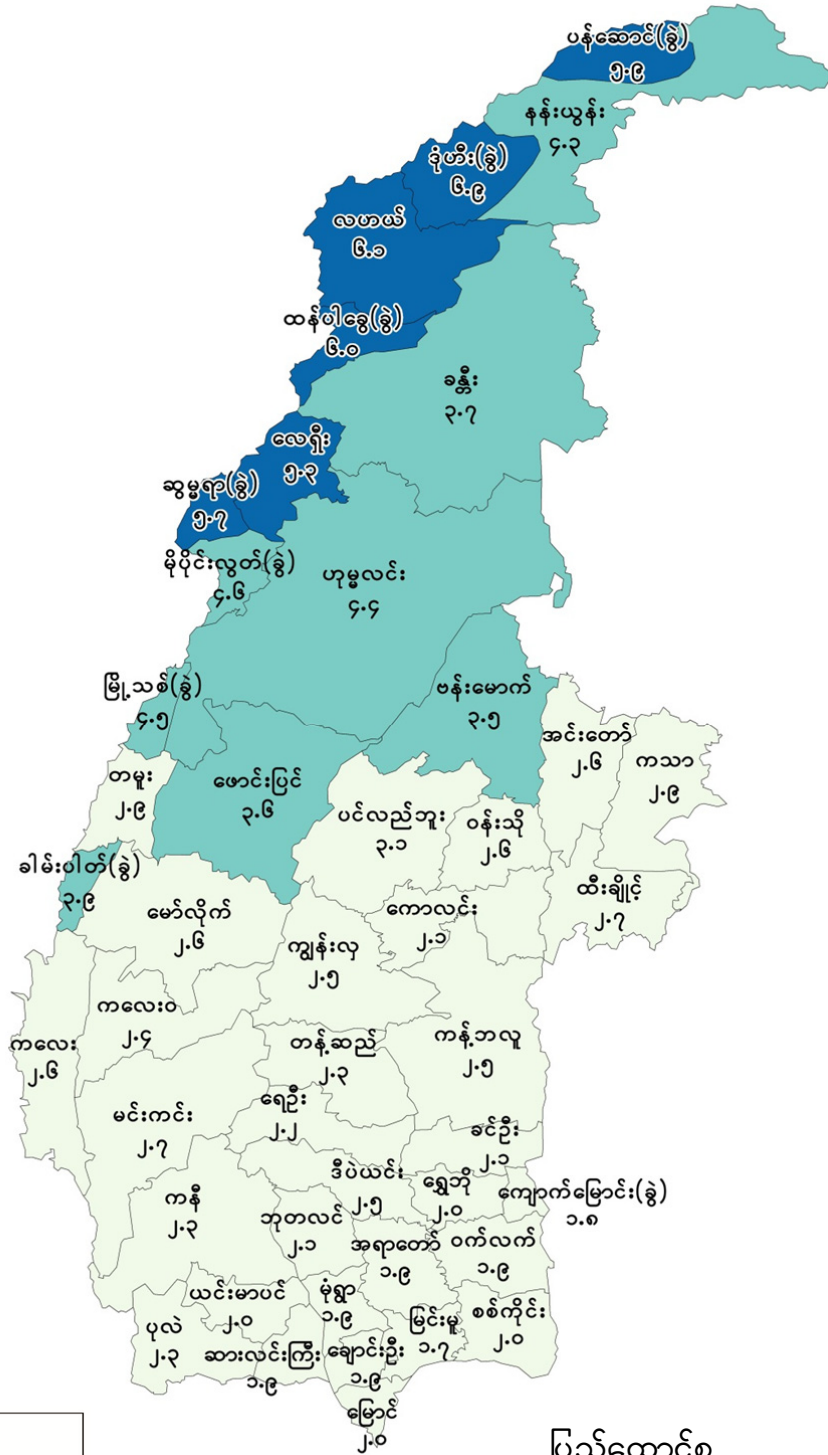 ပန်ဆောင်(ခွဲ)
၅.၉
နန်းယွန်း
၄.၃
ဒုံဟီး(ခွဲ)
၆.၉
လဟယ်
၆.၁
ထန်ပါခွေ(ခွဲ)
၆.၀
ခန္တီး
၃.၇
လေရှီး
၅.၃
ဆွမ္မရာ(ခွဲ)
၅.၇
မိုပိုင်းလွတ်(ခွဲ)
၄.၆
ဟုမ္မလင်း
၄.၄
မြို့သစ်(ခွဲ)
၄.၅
ဗန်းမောက်
၃.၅
အင်းတော်
၂.၆
ကသာ
၂.၉
တမူး
၂.၉
ဖောင်းပြင်
၃.၆
ပင်လည်ဘူး
၃.၁
ဝန်းသို
၂.၆
ခါမ်းပါတ်(ခွဲ)
၃.၉
ထီးချိုင့်
၂.၇
မော်လိုက်
၂.၆
ကောလင်း
၂.၁
ကျွန်းလှ
၂.၅
ကလေးဝ
၂.၄
ကလေး
၂.၆
တန့်ဆည်
၂.၃
ကန့်ဘလူ
၂.၅
ရေဦး
၂.၂
မင်းကင်း
၂.၇
ခင်ဦး
၂.၁
ဒီပဲယင်း
၂.၅
ရွှေဘို
၂.၀
ကျောက်မြောင်း(ခွဲ)
၁.၈
ကနီ
၂.၃
ဘုတလင်
၂.၁
အရာတော်
၁.၉
ဝက်လက်
၁.၉
ယင်းမာပင်
၂.၀
မုံရွာ
၁.၉
မြင်းမူ
၁.၇
စစ်ကိုင်း
၂.၀
ပုလဲ
၂.၃
ဆားလင်းကြီး
၁.၉
ချောင်းဦး
၁.၉
မြောင်
၂.၀